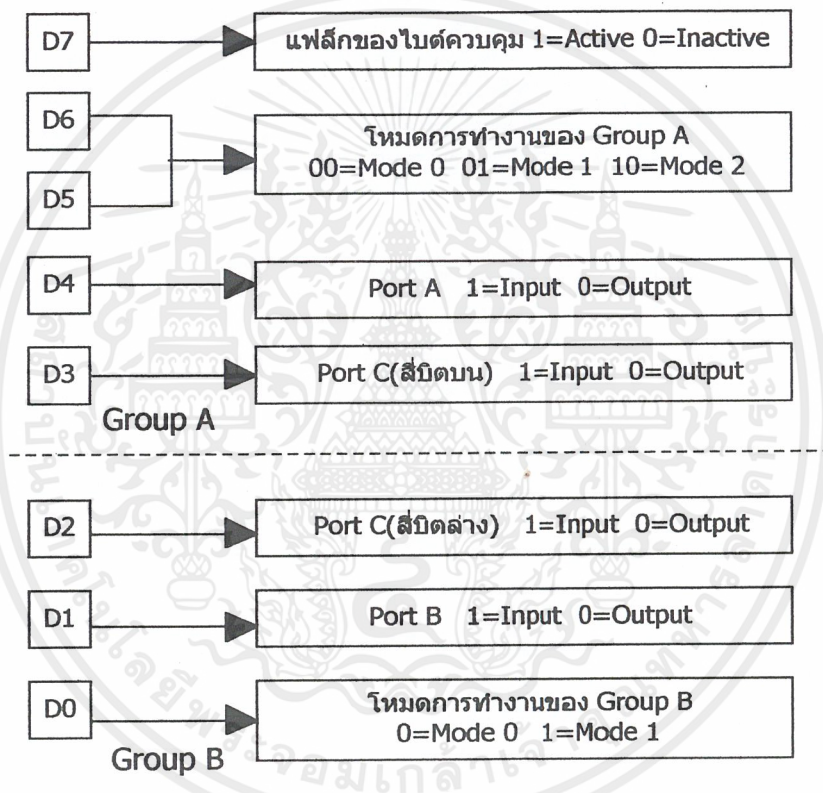 D7
แฟล๊กของไบต์ควบคุม 1=Active 0=Inactive
D6
D5
โหมดการทำงานของ Group A
00=Mode 0 01=Mode 1 10=Mode 2
D4
Port A 1=Input 0=Output
D3
Port C(สี่บิตบน) 1=Input 0=Output
Group A
D2
Port C(สี่บิตล่าง) 1=Input 0=Output
D1
Port B 1=Input 0=Output
D0
โหมดการทำงานของ Group B
0=Mode 0 1=Mode 1
Group B